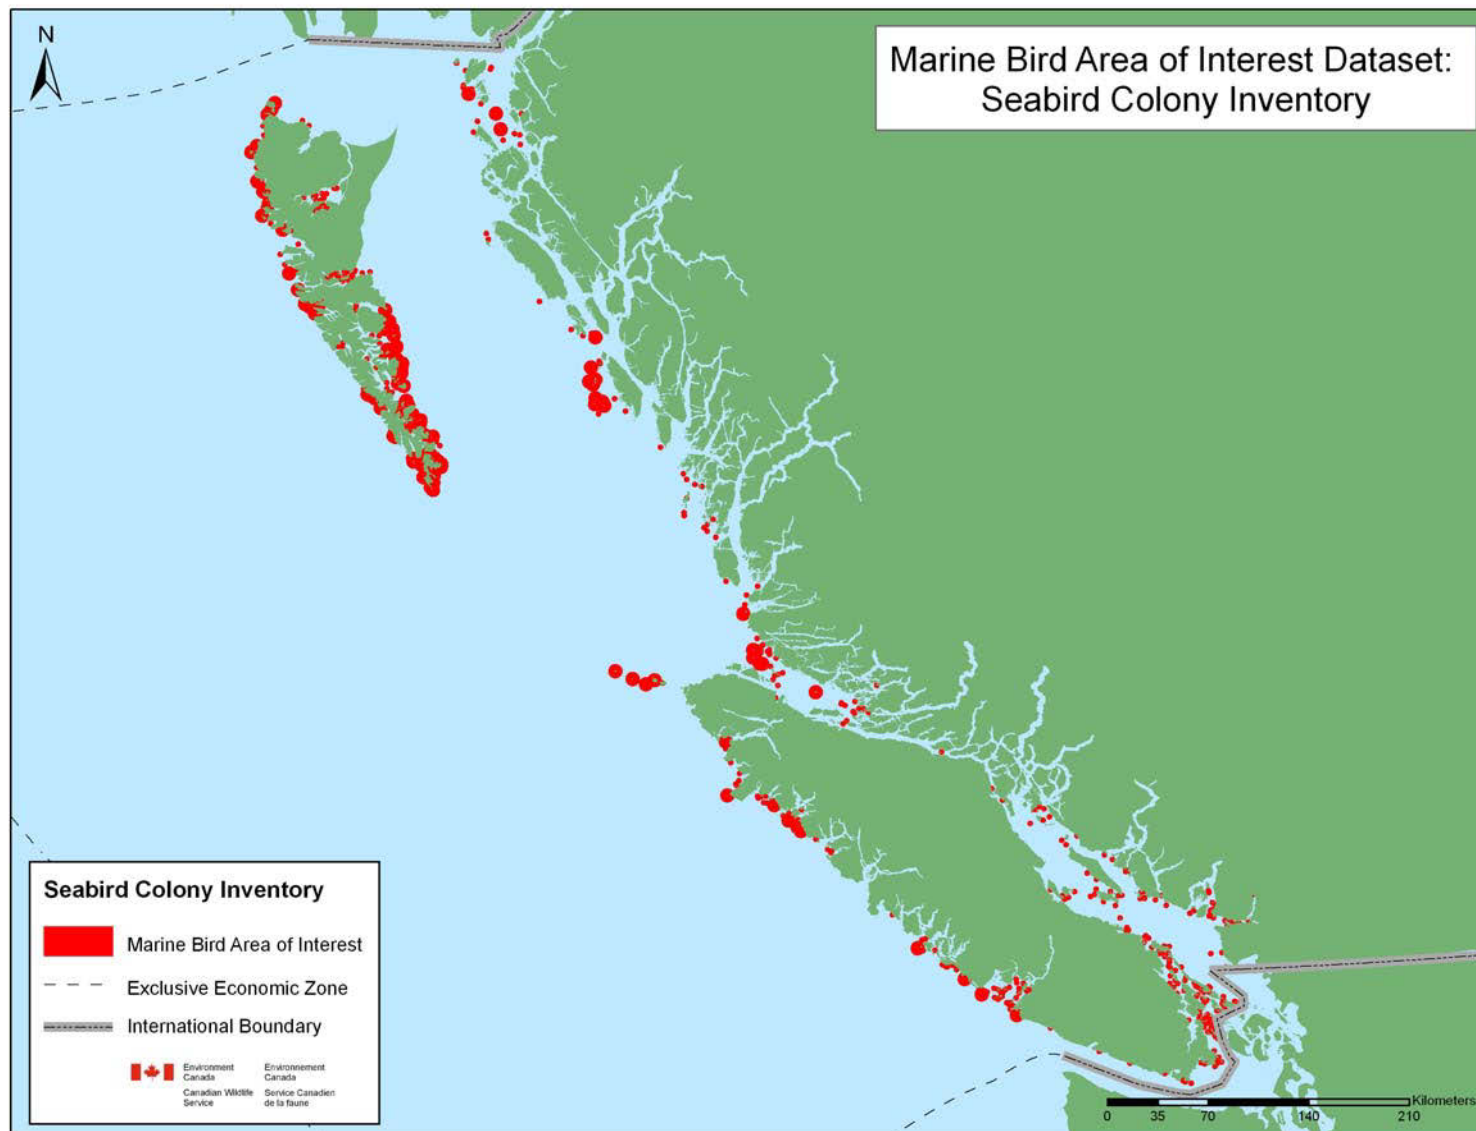 N
Marine Bird Area of Interest Dataset:
Seabird Colony Inventory
Seabird Colony Inventory
Marine Bird Area of Interest
Exclusive Economic Zone
International Boundary
Environment Canada
Environnement Canada
Canadian Wildlife Service
Service Canadien de la faune
Kilometers
0 35 70 140 210